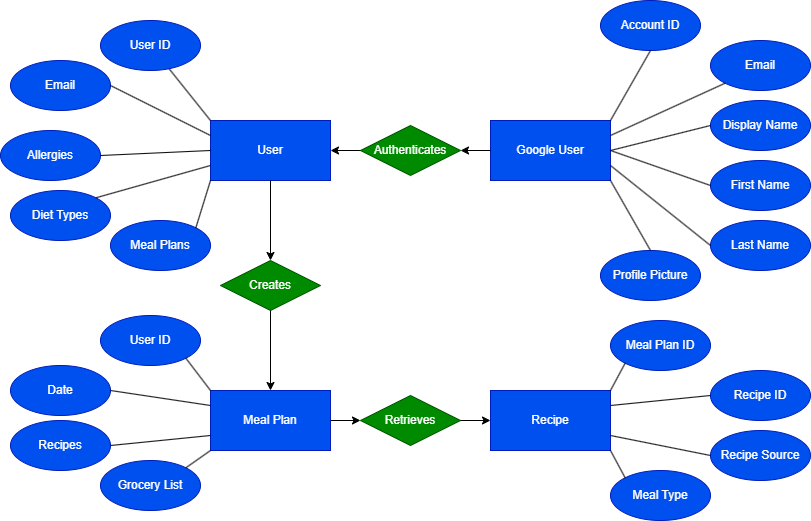 User ID
Email
Allergies
Diet Types
Meal Plans
User
Authenticates
Google User
Account ID
Email
Display Name
First Name
Last Name
Profile Picture
Creates
User ID
Date
Recipes
Grocery List
Meal Plan
Retrieves
Recipe
Meal Plan ID
Recipe ID
Recipe Source
Meal Type